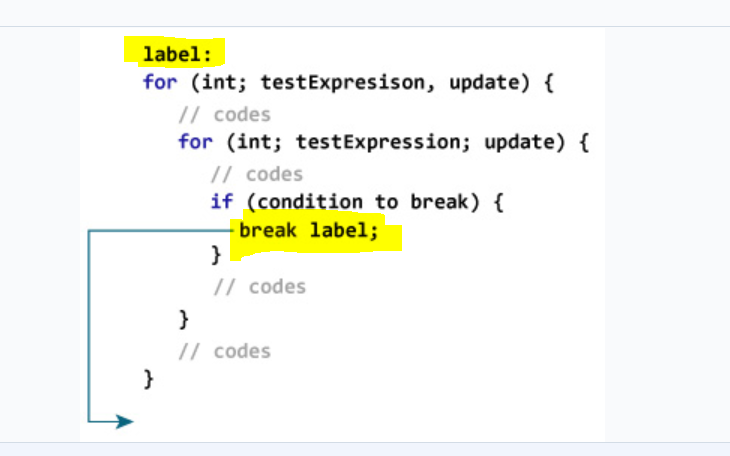 label:
for (int; testExpresison, update) {
// codes
for (int; testExpression; update) {
// codes
if (condition to break) {
break label;
}
// codes
}
// codes
}